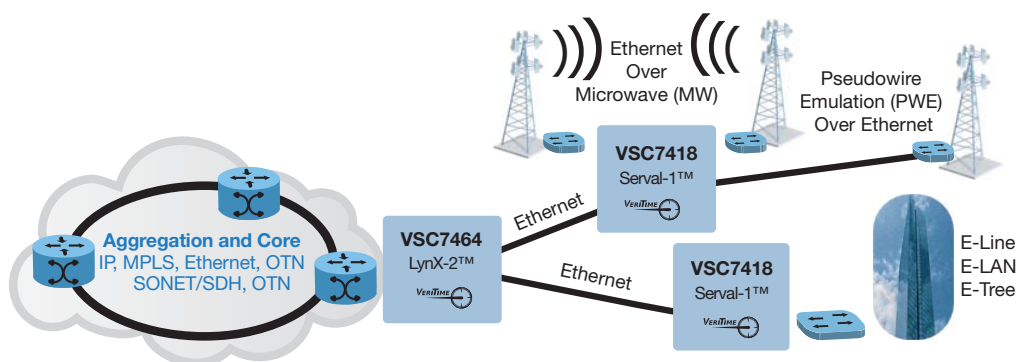 Ethernet
Over
Microwave (MW)
Pseudowire
Emulation (PWE)
Over Ethernet
VSC7418
Serval-1™
VERITIME
Ethernet
Aggregation and Core
IP, MPLS, Ethernet, OTN
SONET/SDH, OTN
VSC7464
LynX-2™
VERITIME
Ethernet
VSC7418
Serval-1™
VERITIME
E-Line
E-LAN
E-Tree